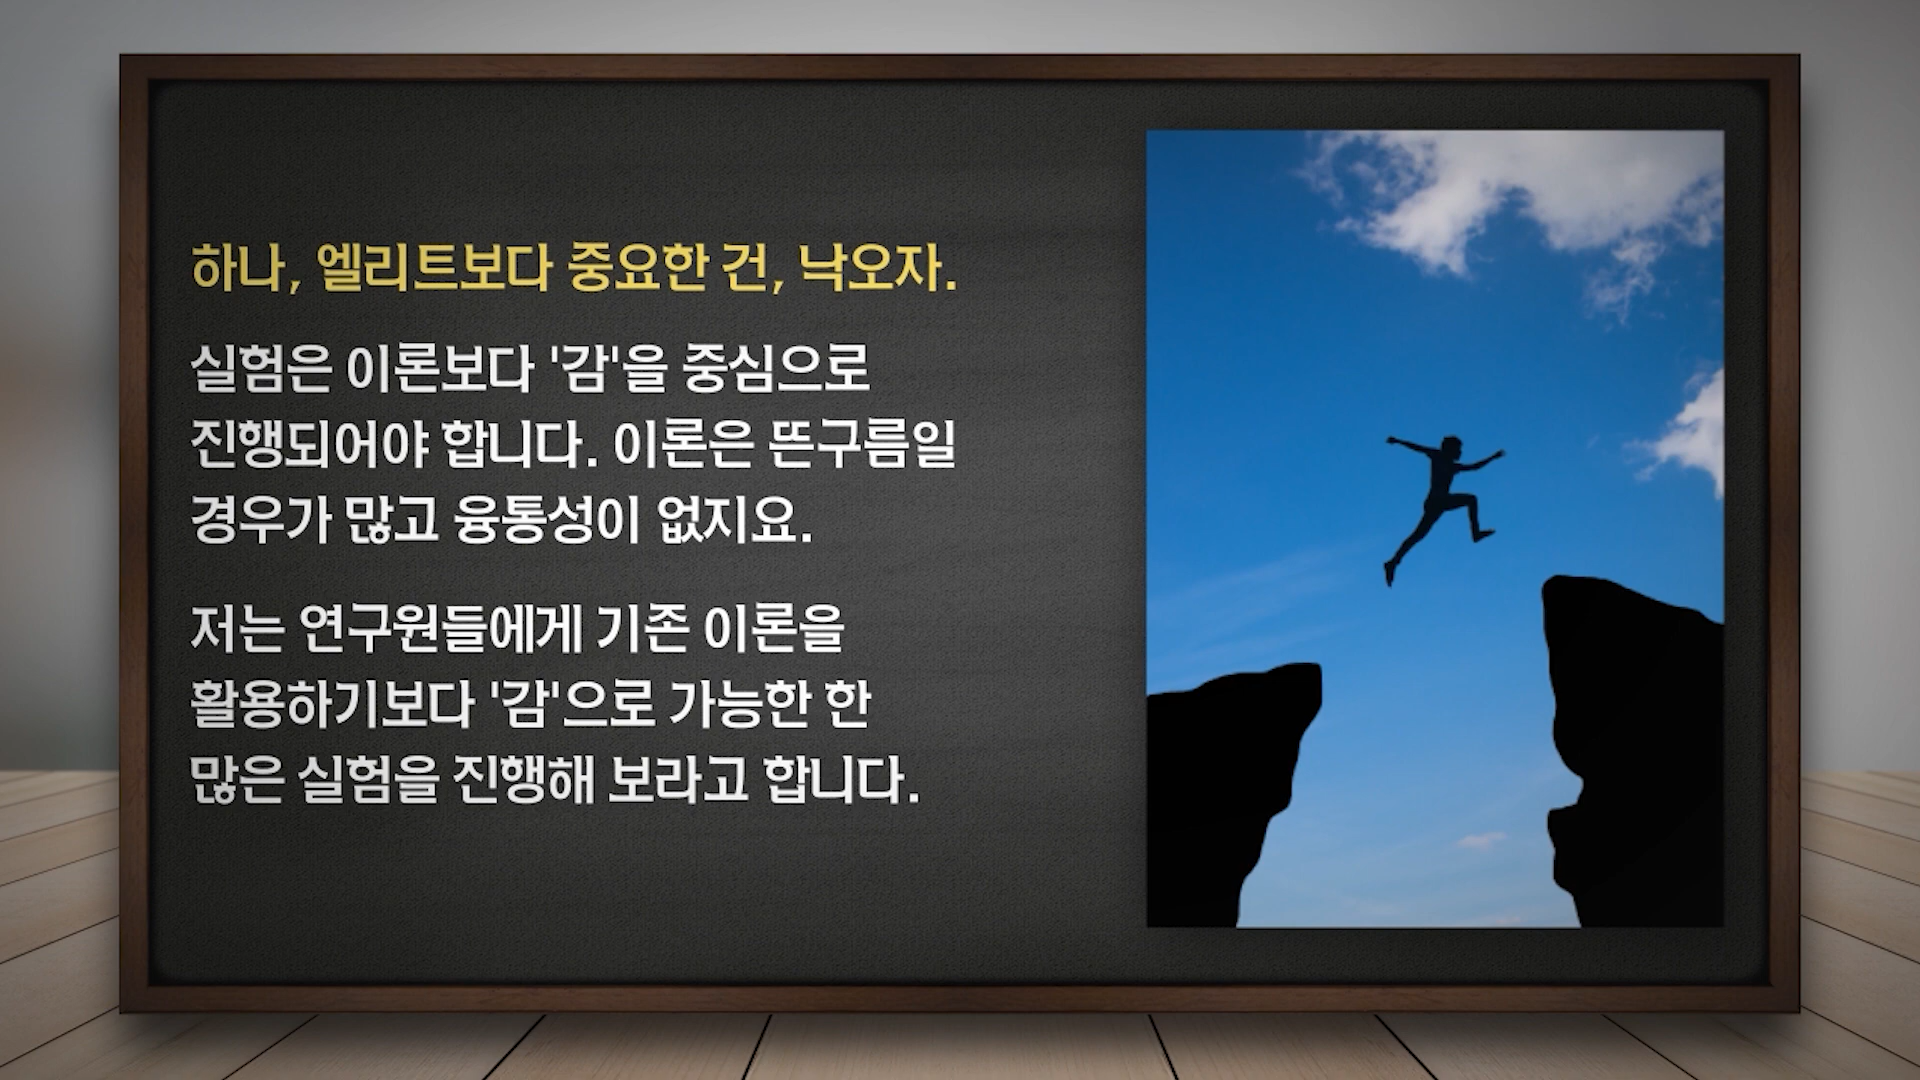 하나, 엘리트보다 중요한 건, 낙오자.
실험은 이론보다 '감'을 중심으로
진행되어야 합니다. 이론은 뜬구름일
경우가 많고 융통성이 없지요.
저는 연구원들에게 기존 이론을
활용하기보다 '감'으로 가능한 한
많은 실험을 진행해 보라고 합니다.